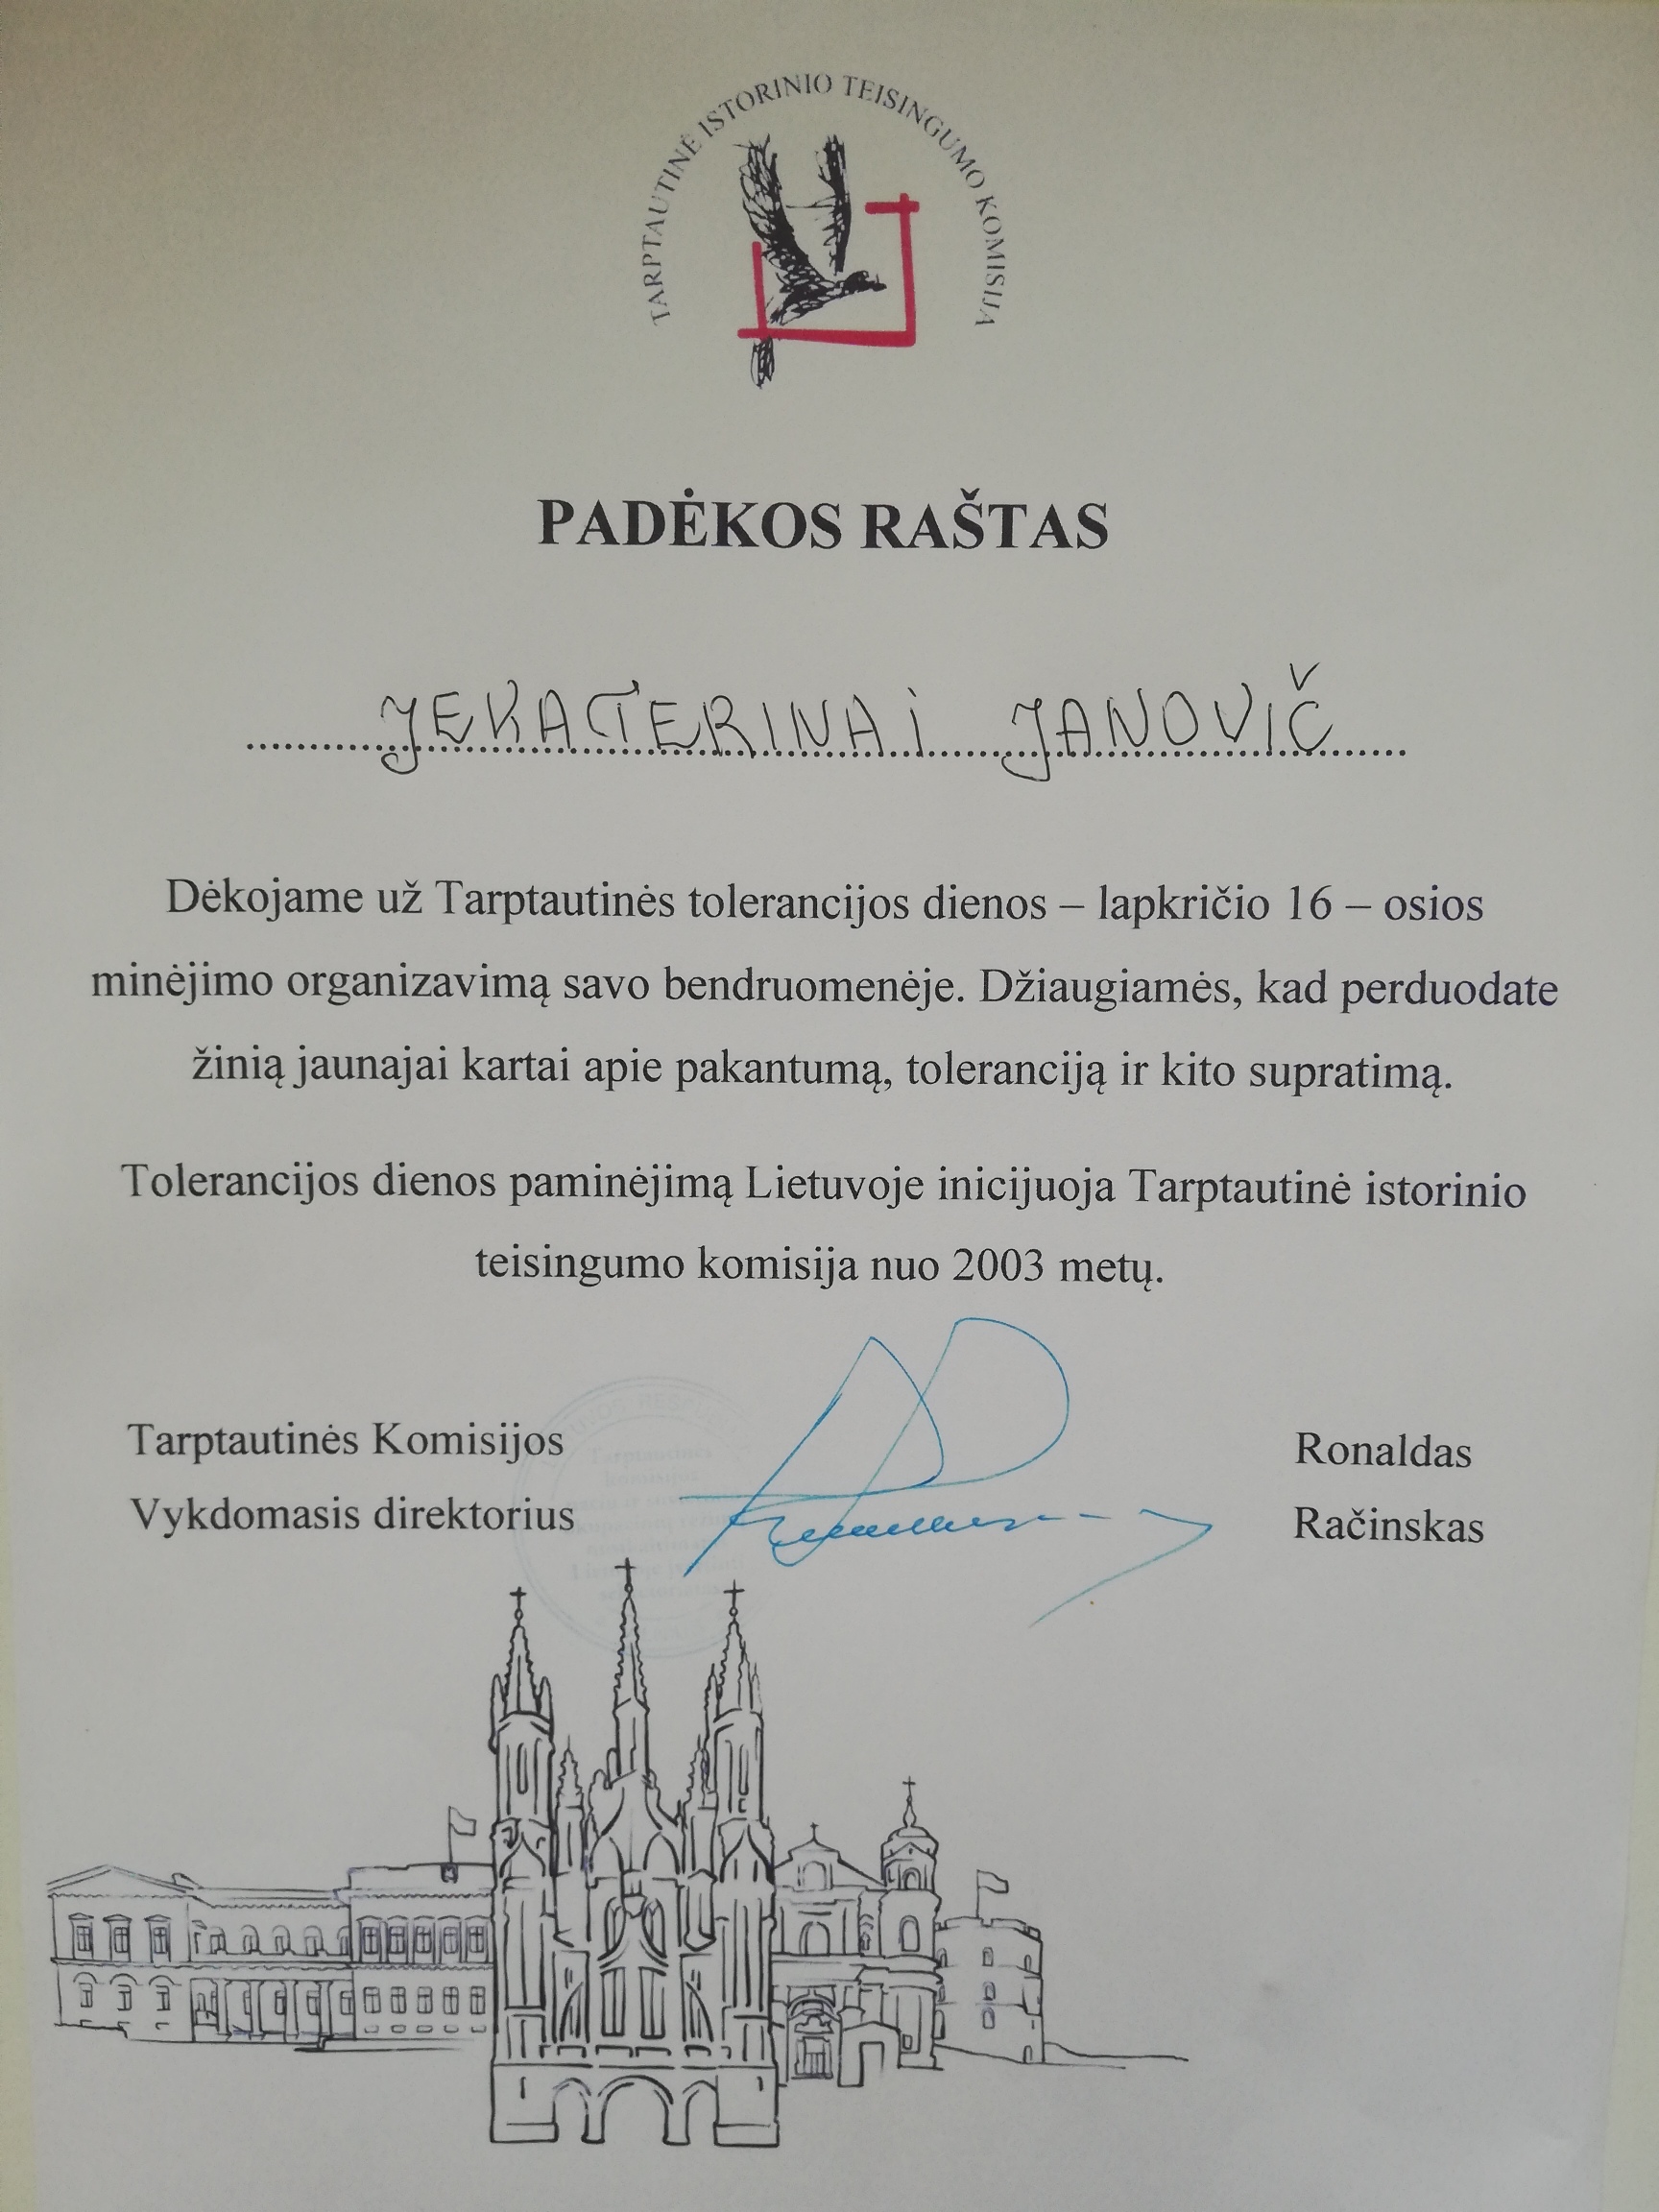 TARPTAUTINĖ ISTORINIO TEISINGUMO KOMISIJA
PADĖKOS RAŠTAS
JEKATERINAI JANOVIČ
Dėkojame už Tarptautinės tolerancijos dienos – lapkričio 16 – osios
minėjimo organizavimą savo bendruomenėje. Džiaugiamės, kad perduodate
žinią jaunajai kartai apie pakantumą, toleranciją ir kito supratimą.
Tolerancijos dienos paminėjimą Lietuvoje inicijuoja Tarptautinė istorinio
teisingumo komisija nuo 2003 metų.
Tarptautinės Komisijos
Vykdomasis direktorius
Ronaldas
Račinskas